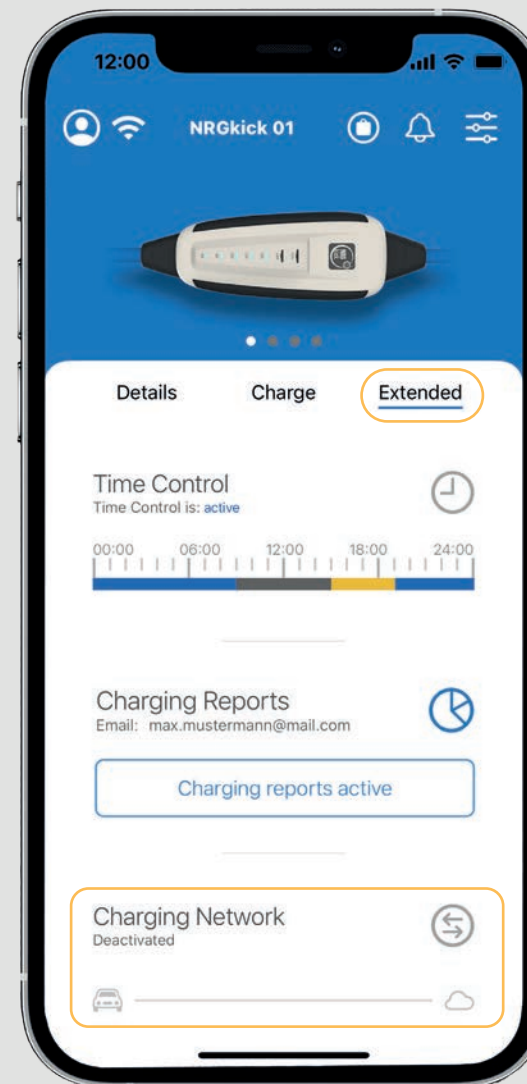 12:00
NRGkick 01
Details Charge Extended
Time Control
Time Control is: active
00:00 06:00 12:00 18:00 24:00
Charging Reports
Email: max.mustermann@mail.com
Charging reports active
Charging Network
Deactivated